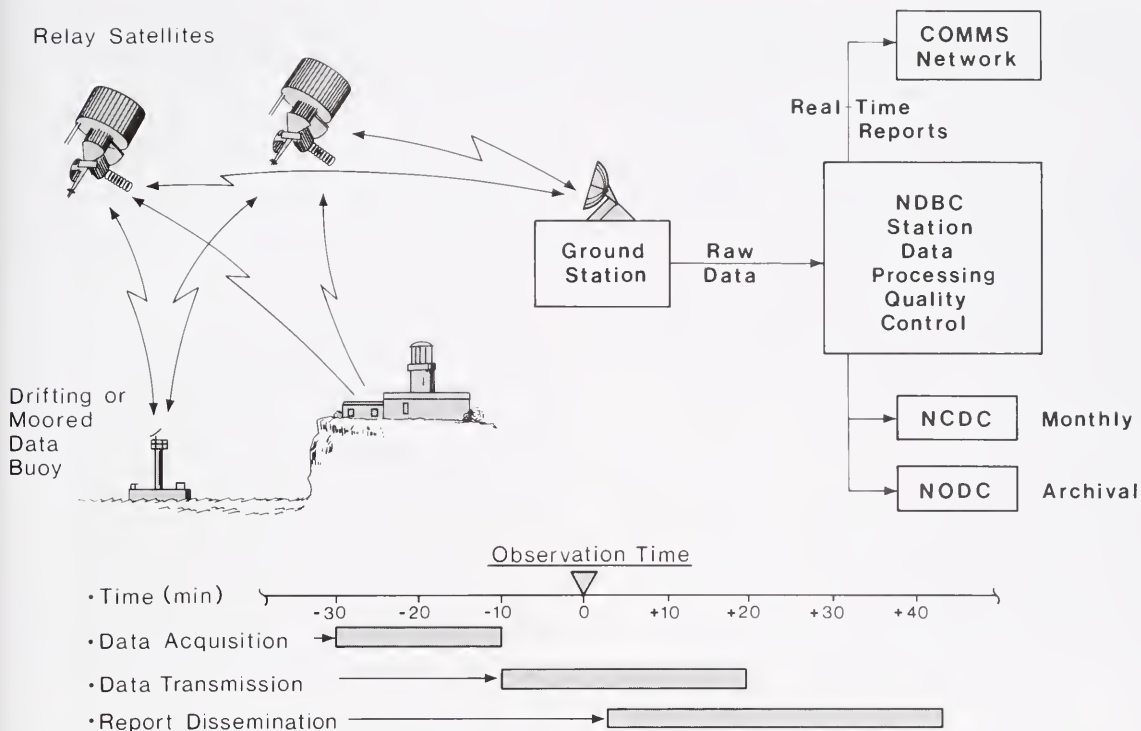 Relay Satellites
COMMS
Network
Real Time
Reports
NDBC
Station
Data
Processing
Quality
Control
Ground
Station
Raw
Data
Drifting or
Moored
Data
Buoy
NCDC Monthly
NODC Archival
Observation Time
•Time (min)
-30 -20 -10 0 +10 +20 +30 +40
•Data Acquisition
•Data Transmission
•Report Dissemination